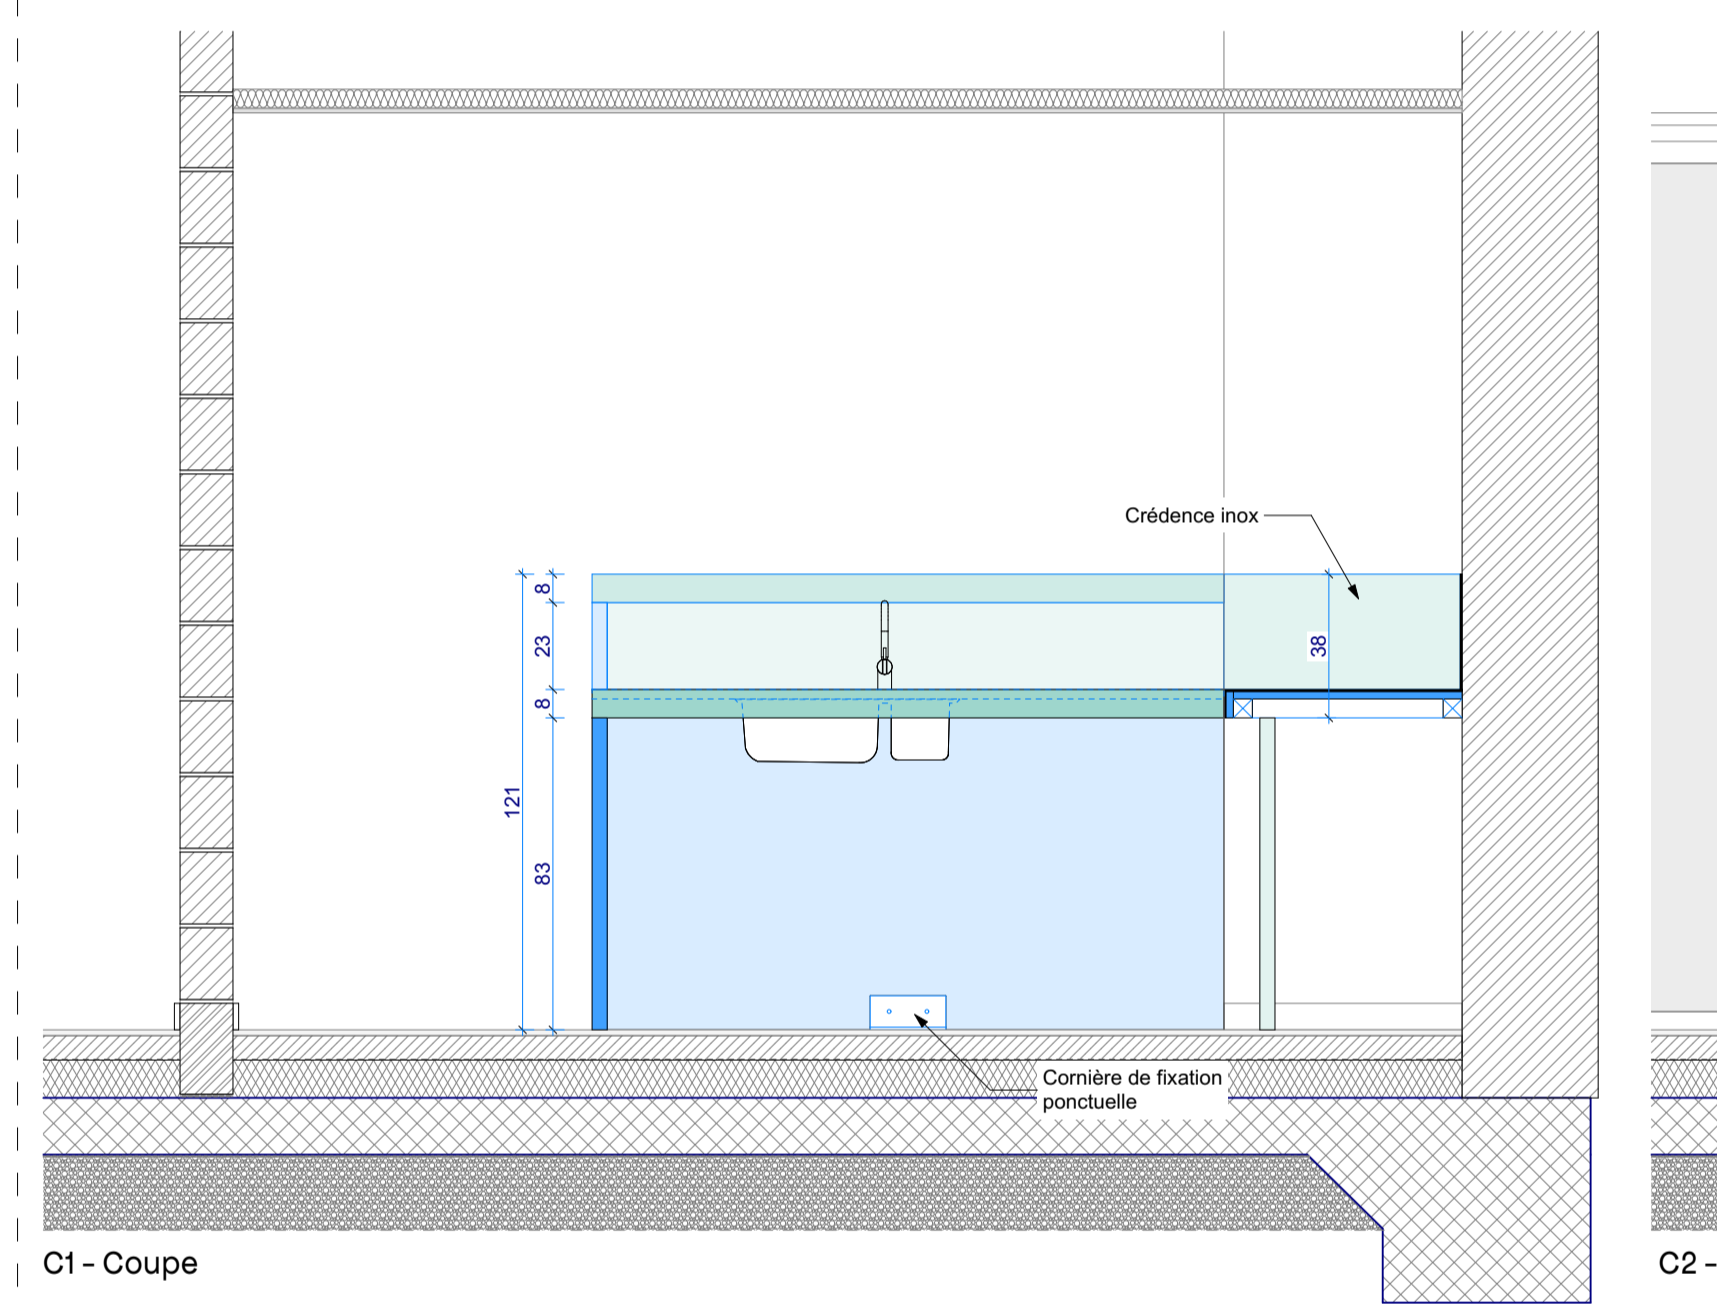 Crédence inox
8
23
38
8
121
83
Cornière de fixation
ponctuelle
C1 - Coupe
C2 -